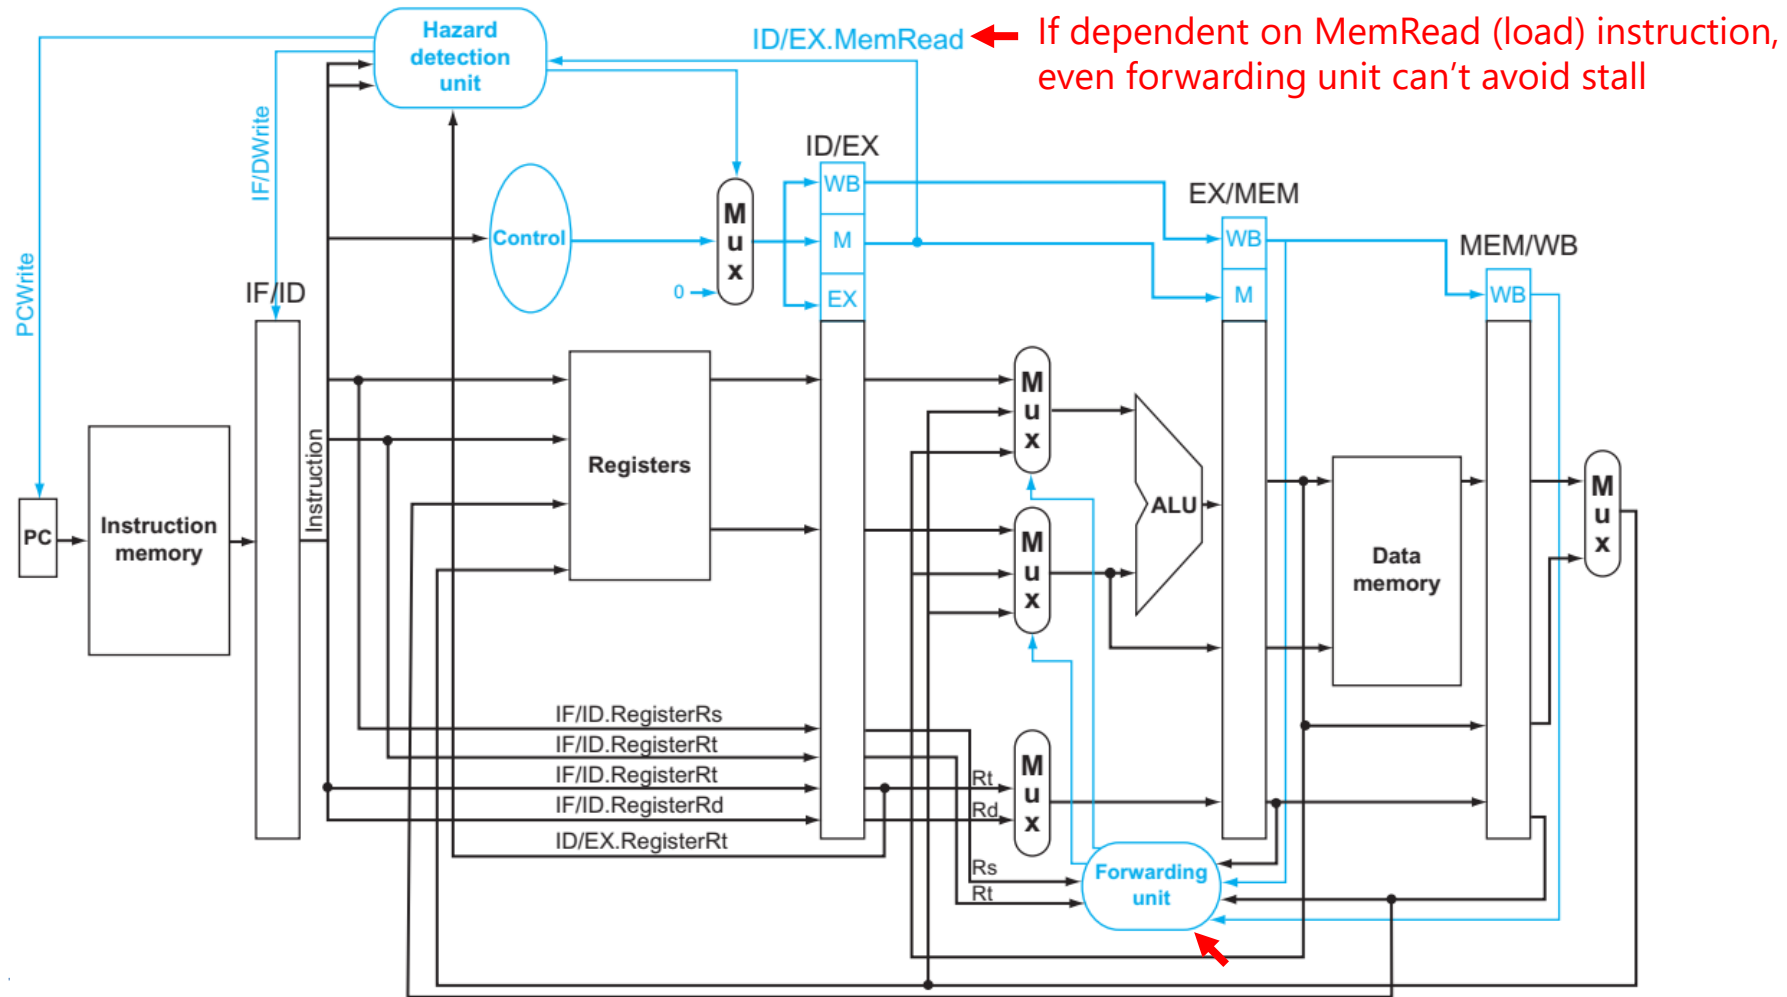 Hazard
detection
unit
ID/EX.MemRead
If dependent on MemRead (load) instruction,
even forwarding unit can’t avoid stall
IF/DWrite
PCWrite
ID/EX
WB
M
EX
EX/MEM
WB
M
MEM/WB
WB
Control
M
u
x
0
IF/ID
Instruction
PC
Instruction
memory
Registers
M
u
x
M
u
x
ALU
Data
memory
M
u
x
IF/ID.RegisterRs
IF/ID.RegisterRt
IF/ID.RegisterRt
IF/ID.RegisterRd
ID/EX.RegisterRt
Rt
Rd
M
u
x
Rs
Rt
Forwarding
unit